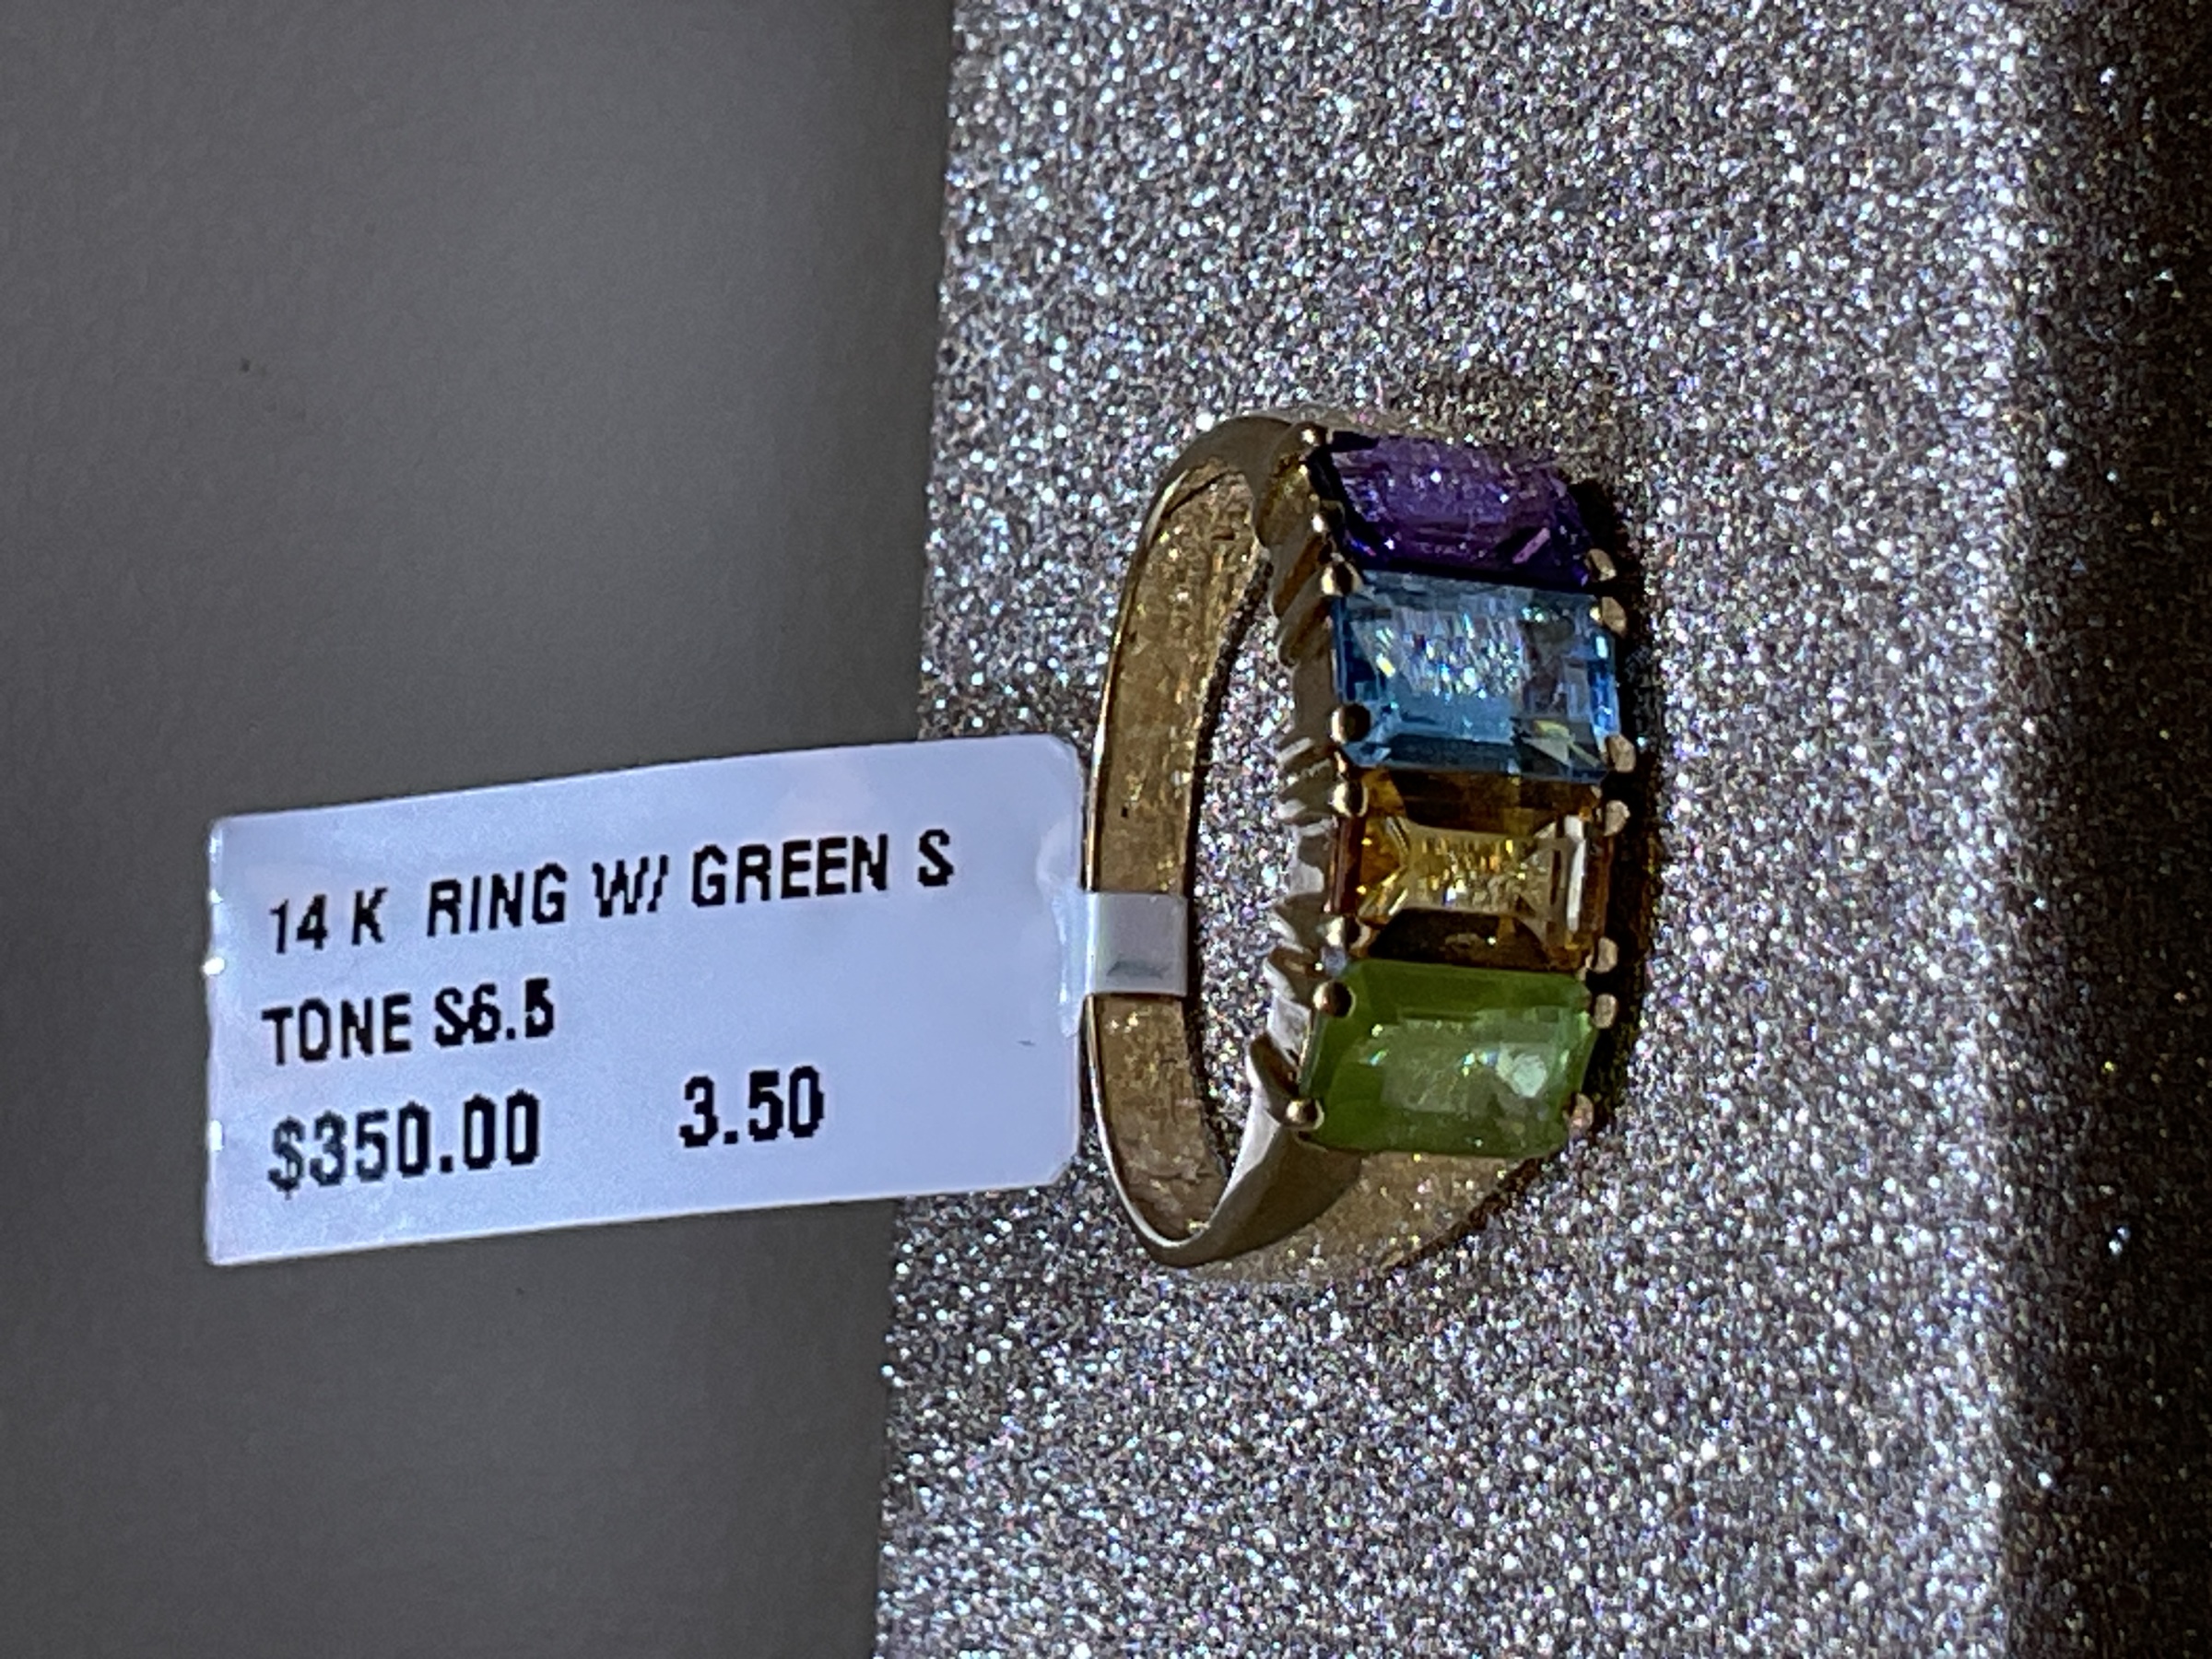 14 K RING W/ GREEN S
TONE S6.5
$350.00 3.50